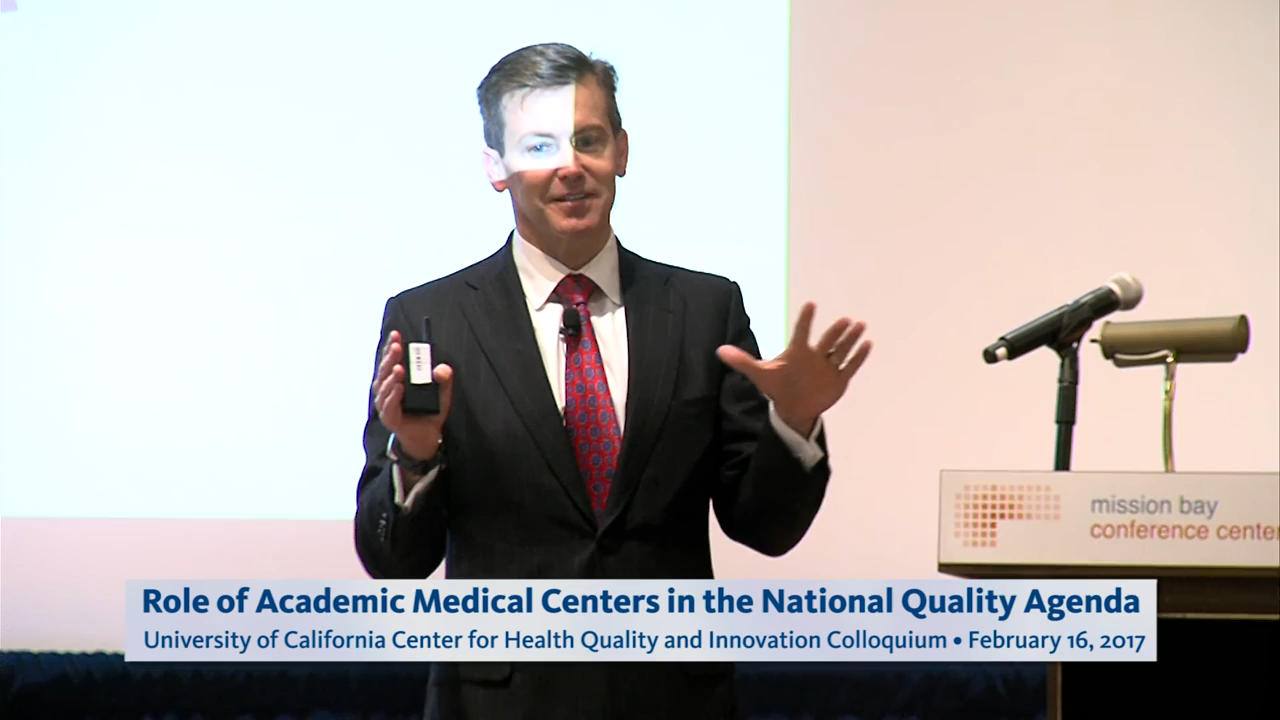 mission bay
conference center
Role of Academic Medical Centers in the National Quality Agenda
University of California Center for Health Quality and Innovation Colloquium • February 16, 2017